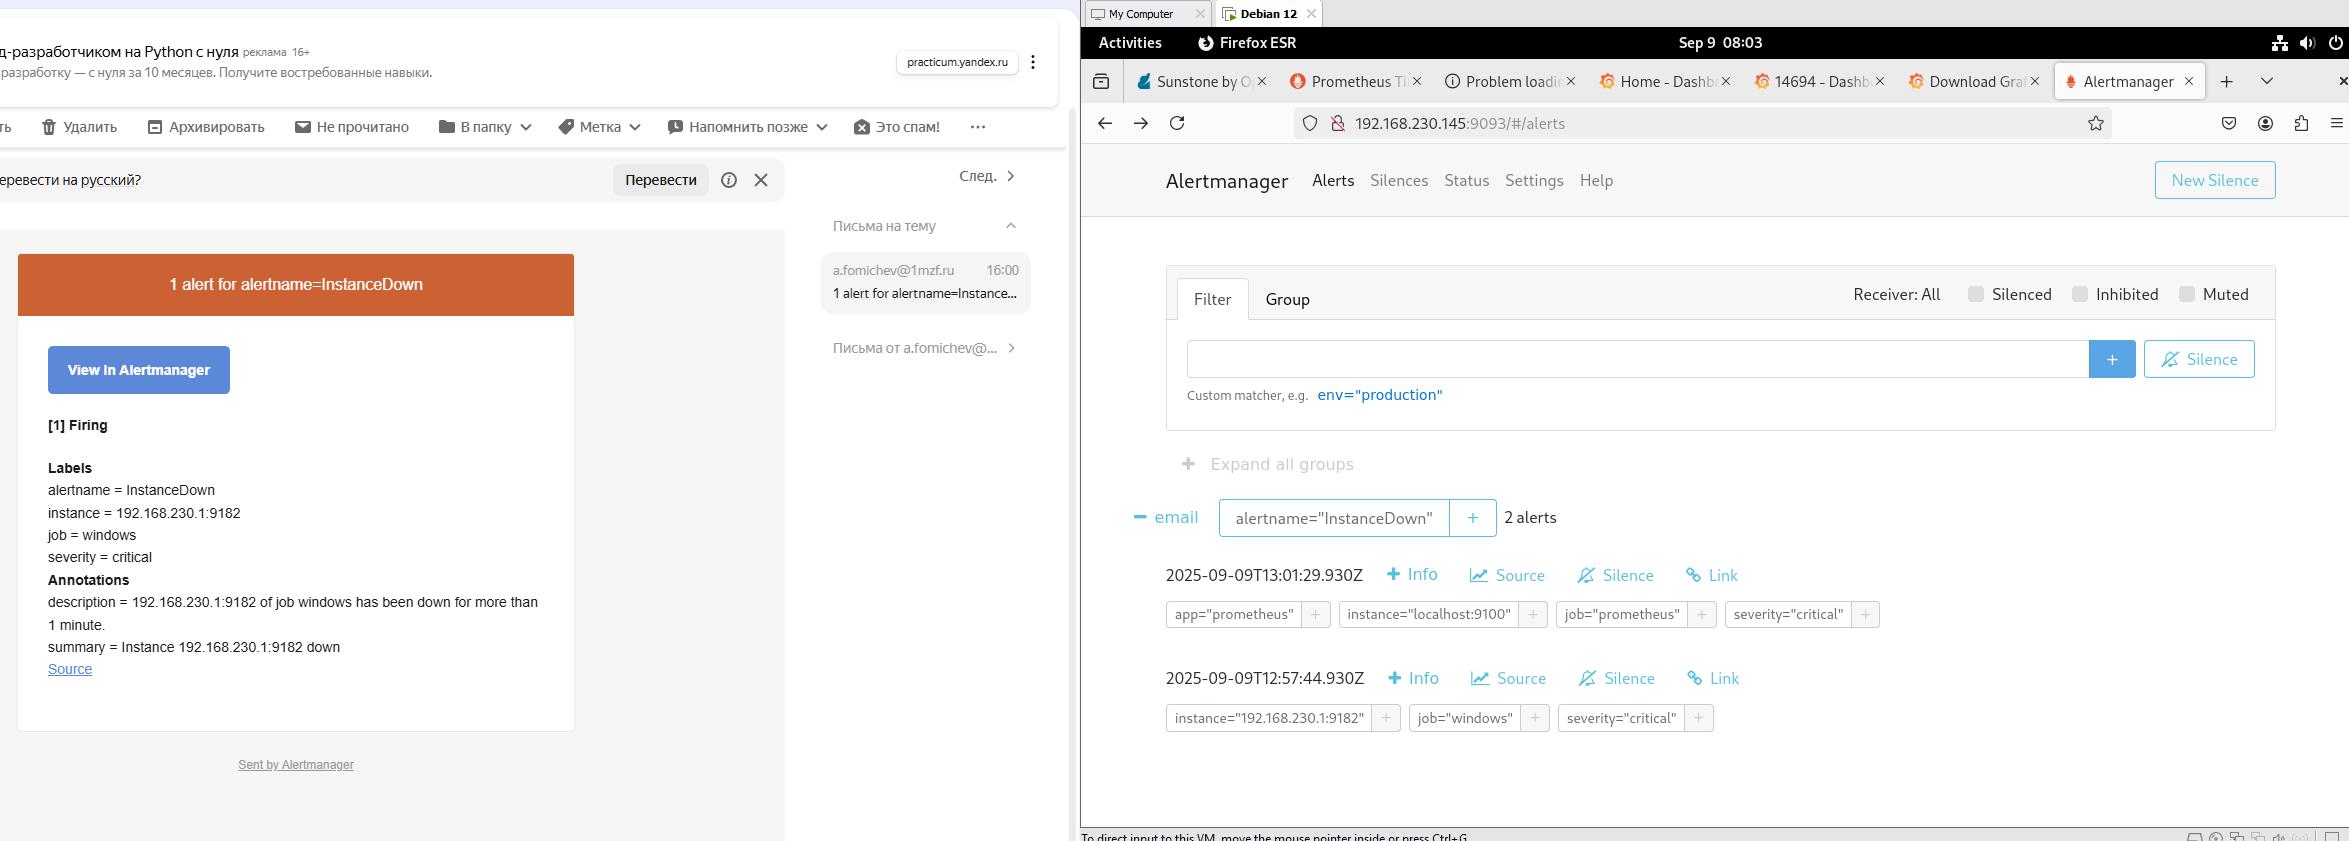 д-разработчиком на Python с нуля реклама 16+
разработку — с нуля за 10 месяцев. Получите востребованные навыки.
practicum.yandex.ru
ть Удалить Архивировать Не прочитано В папку Метка Напомнить позже Это спам!
еревести на русский? Перевести
След.
Письма на тему
a.fomichev@1mzf.ru 16:00
1 alert for alertname=Instance...
Письма от a.fomichev@...
1 alert for alertname=InstanceDown
View In Alertmanager
[1] Firing
Labels
alertname = InstanceDown
instance = 192.168.230.1:9182
job = windows
severity = critical
Annotations
description = 192.168.230.1:9182 of job windows has been down for more than
1 minute.
summary = Instance 192.168.230.1:9182 down
Source
Sent by Alertmanager
My Computer Debian 12
Activities Firefox ESR Sep 9 08:03
Sunstone by O Prometheus Ti Problem loadin Home - Dashb 14694 - Dashb Download Graf Alertmanager
192.168.230.145:9093/#/alerts
Alertmanager Alerts Silences Status Settings Help New Silence
Filter Group Receiver: All Silenced Inhibited Muted
+ Silence
Custom matcher, e.g. env="production"
+ Expand all groups
− email alertname="InstanceDown" + 2 alerts
2025-09-09T13:01:29.930Z + Info Source Silence Link
app="prometheus" + instance="localhost:9100" + job="prometheus" + severity="critical" +
2025-09-09T12:57:44.930Z + Info Source Silence Link
instance="192.168.230.1:9182" + job="windows" + severity="critical" +
To direct input to this VM, move the mouse pointer inside or press Ctrl+G.